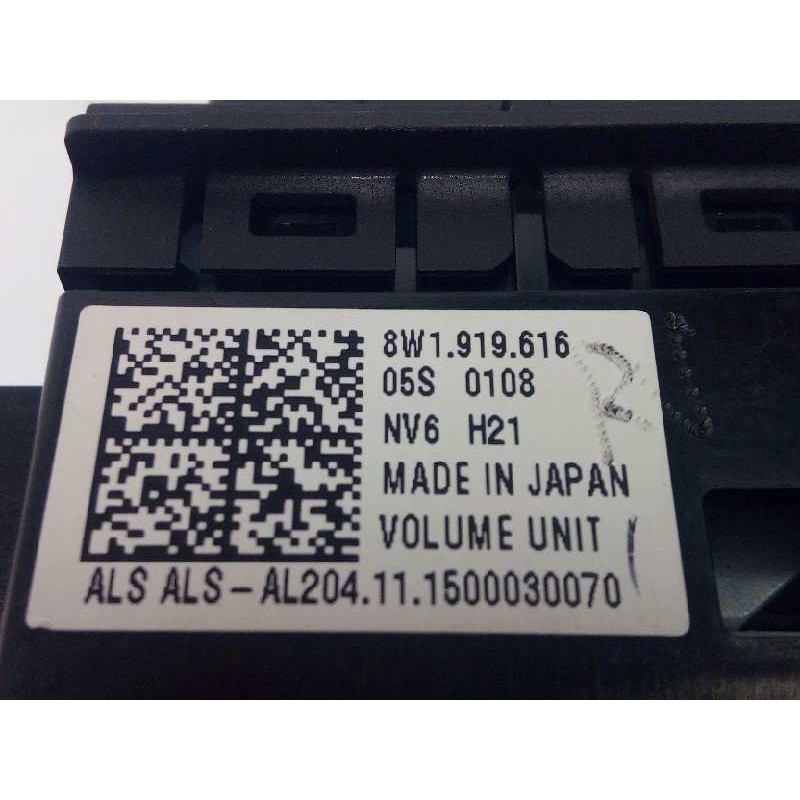 8W1.919.616
05S 0108
NV6 H21
MADE IN JAPAN
VOLUME UNIT
ALS ALS-AL204.11.1500030070